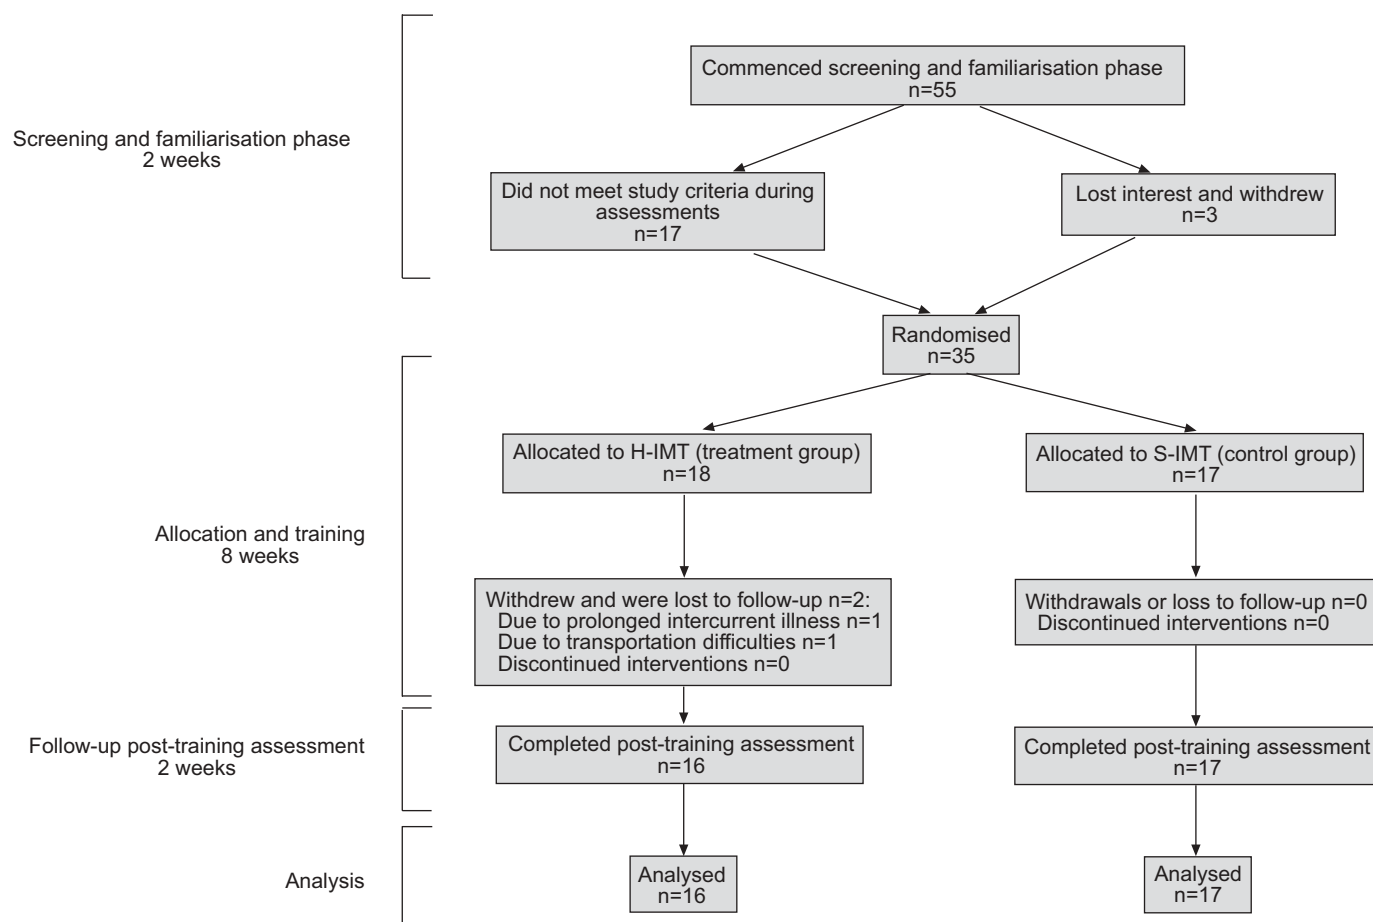 Commenced screening and familiarisation phase
n=55
Screening and familiarisation phase
2 weeks
Did not meet study criteria during
assessments
n=17
Lost interest and withdrew
n=3
Randomised
n=35
Allocated to H-IMT (treatment group)
n=18
Allocated to S-IMT (control group)
n=17
Allocation and training
8 weeks
Withdrew and were lost to follow-up n=2:
Due to prolonged intercurrent illness n=1
Due to transportation difficulties n=1
Discontinued interventions n=0
Withdrawals or loss to follow-up n=0
Discontinued interventions n=0
Follow-up post-training assessment
2 weeks
Completed post-training assessment
n=16
Completed post-training assessment
n=17
Analysis
Analysed
n=16
Analysed
n=17